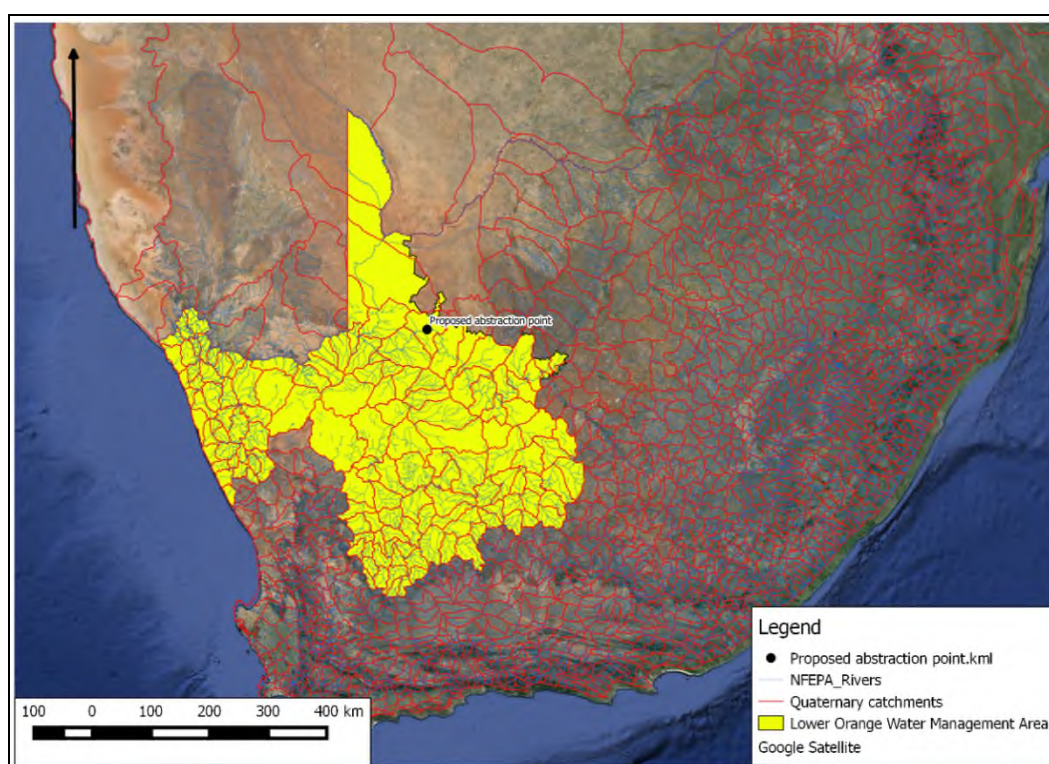 Proposed abstraction point
100 0 100 200 300 400 km
Legend
Proposed abstraction point.kml
NFEPA_Rivers
Quaternary catchments
Lower Orange Water Management Area
Google Satellite